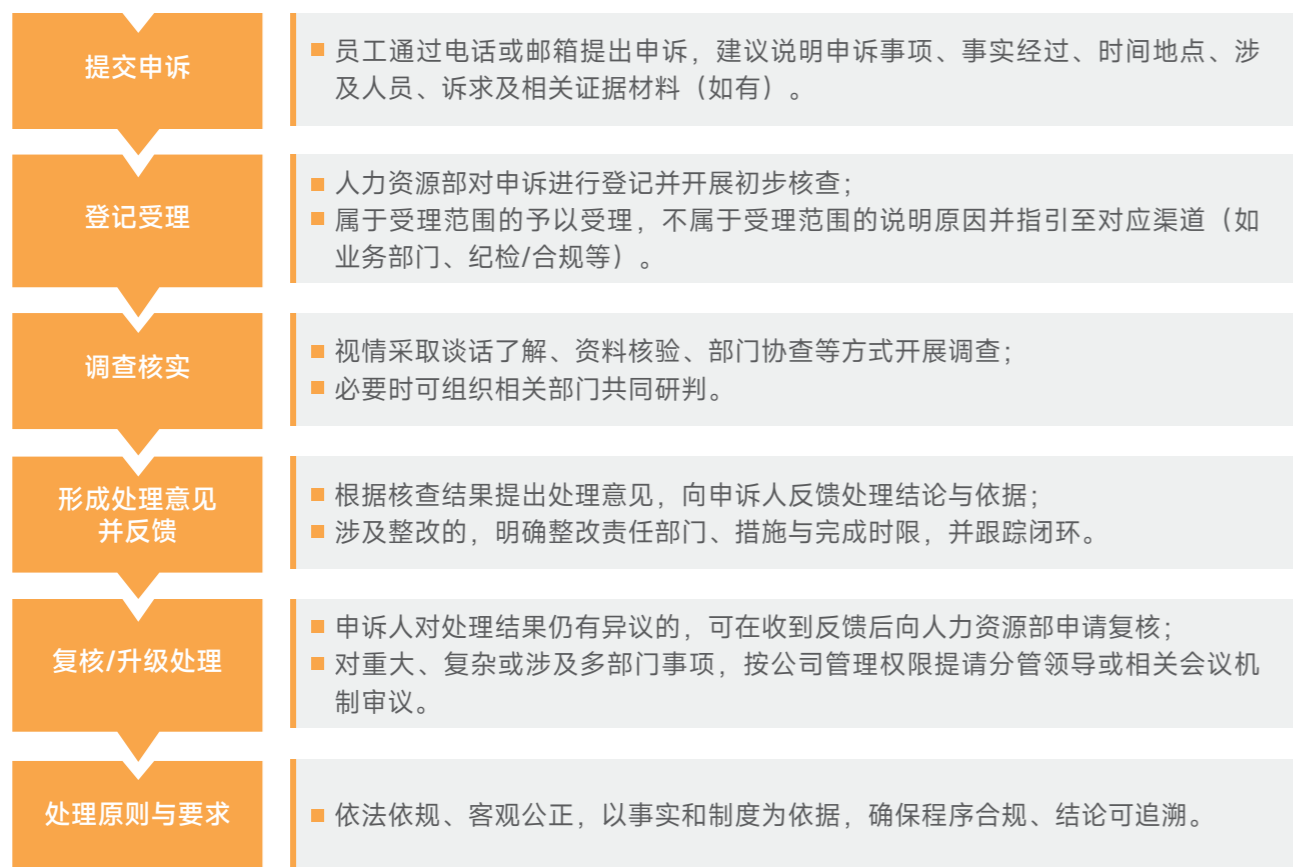 提交申诉
员工通过电话或邮箱提出申诉，建议说明申诉事项、事实经过、时间地点、涉
及人员、诉求及相关证据材料（如有）。
登记受理
人力资源部对申诉进行登记并开展初步核查；
属于受理范围的予以受理，不属于受理范围的说明原因并指引至对应渠道（如
业务部门、纪检/合规等）。
调查核实
视情采取谈话了解、资料核验、部门协查等方式开展调查；
必要时可组织相关部门共同研判。
形成处理意见
并反馈
根据核查结果提出处理意见，向申诉人反馈处理结论与依据；
涉及整改的，明确整改责任部门、措施与完成时限，并跟踪闭环。
复核/升级处理
申诉人对处理结果仍有异议的，可在收到反馈后向人力资源部申请复核；
对重大、复杂或涉及多部门事项，按公司管理权限提请分管领导或相关会议机
制审议。
处理原则与要求
依法依规、客观公正，以事实和制度为依据，确保程序合规、结论可追溯。